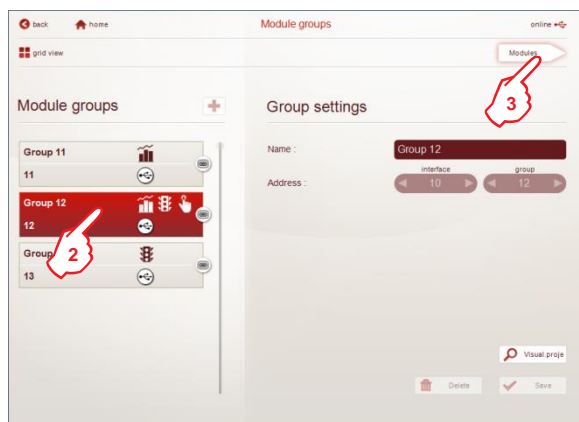 back home Module groups online
grid view Modules
3
Module groups + Group settings
Group 11 Name : Group 12
11 interface group
Address : 10 12
Group 12
12
2
Group
13
Visual.proje
Delete Save